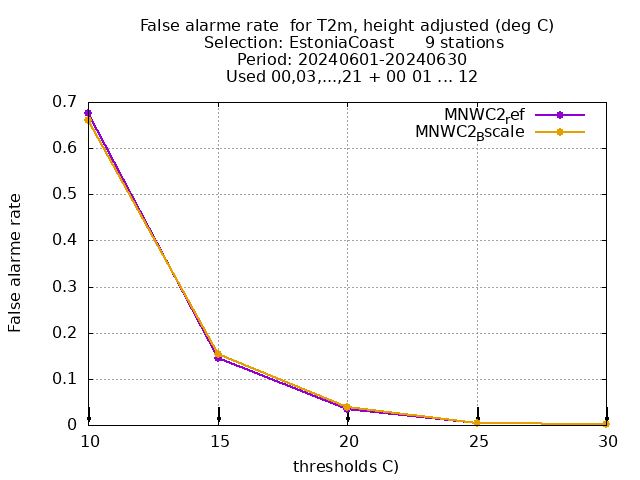 False alarme rate  for T2m, height adjusted (deg C)
Selection: EstoniaCoast      9 stations
Period: 20240601-20240630
Used 00,03,...,21 + 00 01 ... 12
MNWC2ref
MNWC2Bscale
False alarme rate
0.7
0.6
0.5
0.4
0.3
0.2
0.1
0
10 15 20 25 30
thresholds C)